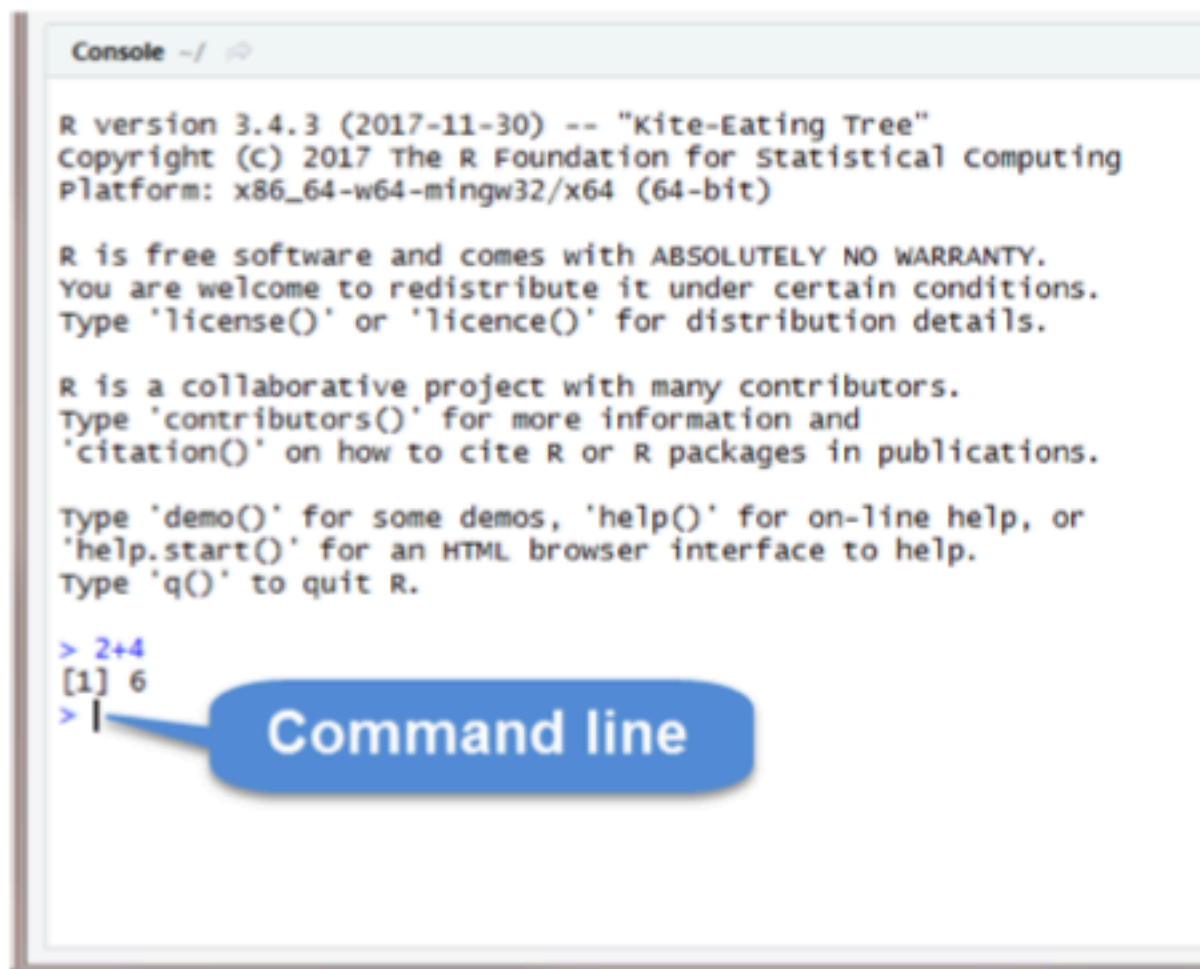 Console ~/
R version 3.4.3 (2017-11-30) -- "Kite-Eating Tree"
Copyright (C) 2017 The R Foundation for Statistical Computing
Platform: x86_64-w64-mingw32/x64 (64-bit)
R is free software and comes with ABSOLUTELY NO WARRANTY.
You are welcome to redistribute it under certain conditions.
Type 'license()' or 'licence()' for distribution details.
R is a collaborative project with many contributors.
Type 'contributors()' for more information and
'citation()' on how to cite R or R packages in publications.
Type 'demo()' for some demos, 'help()' for on-line help, or
'help.start()' for an HTML browser interface to help.
Type 'q()' to quit R.
> 2+4
[1] 6
>
Command line